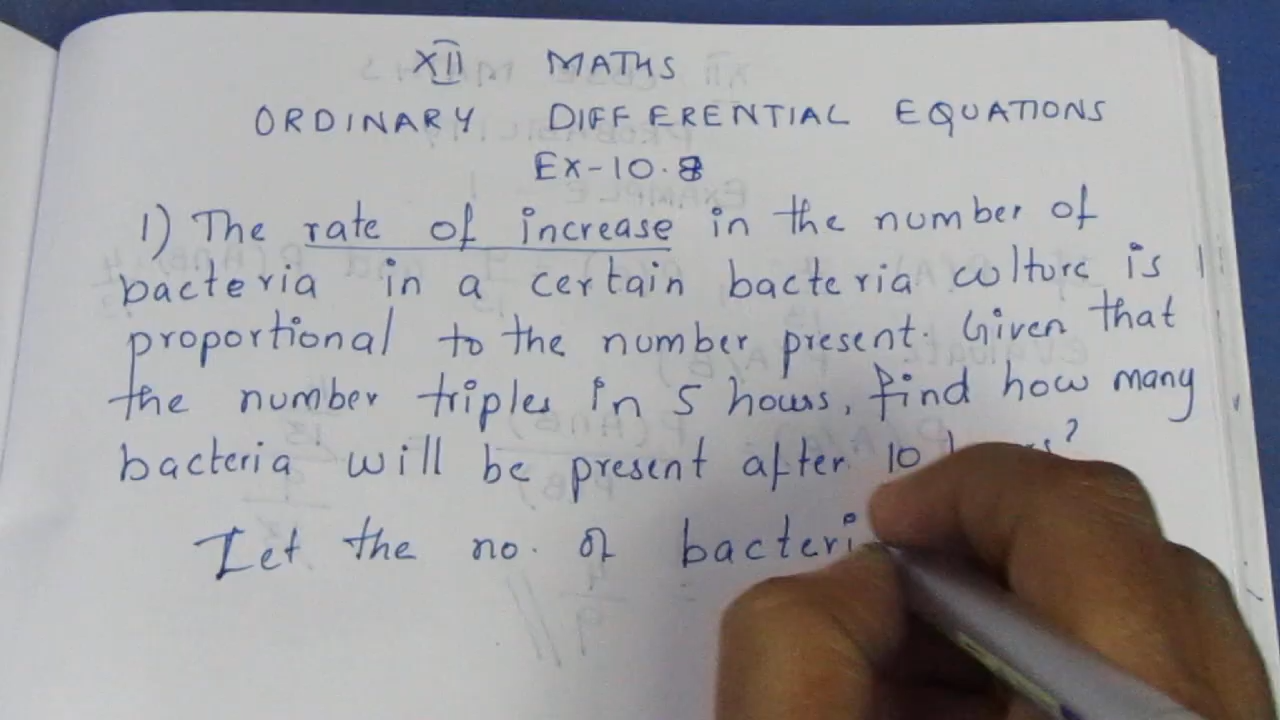 XII MATHS
ORDINARY DIFFERENTIAL EQUATIONS
EX-10.8
1) The rate of increase in the number of
bacteria in a certain bacteria culture is
proportional to the number present. Given that
the number triples in 5 hours, find how many
bacteria will be present after 10
Let the no. of bacteri